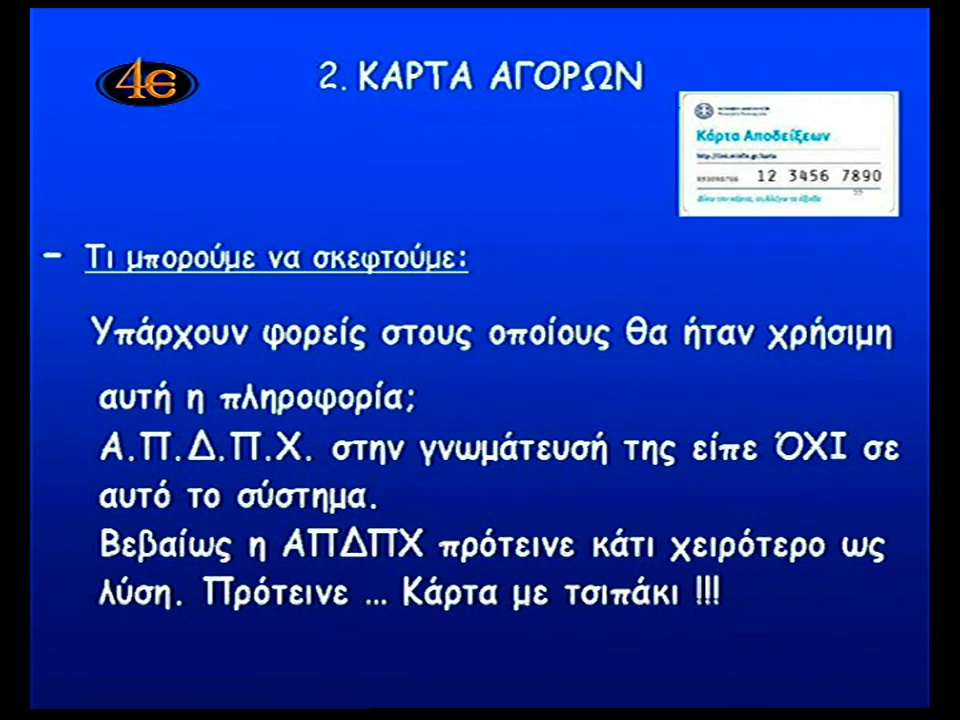 4ε
2. ΚΑΡΤΑ ΑΓΟΡΩΝ
Κάρτα Αποδείξεων
12 3456 7890
– Τι μπορούμε να σκεφτούμε:
Υπάρχουν φορείς στους οποίους θα ήταν χρήσιμη
αυτή η πληροφορία;
Α.Π.Δ.Π.Χ. στην γνωμάτευσή της είπε ΌΧΙ σε
αυτό το σύστημα.
Βεβαίως η ΑΠΔΠΧ πρότεινε κάτι χειρότερο ως
λύση. Πρότεινε ... Κάρτα με τσιπάκι !!!